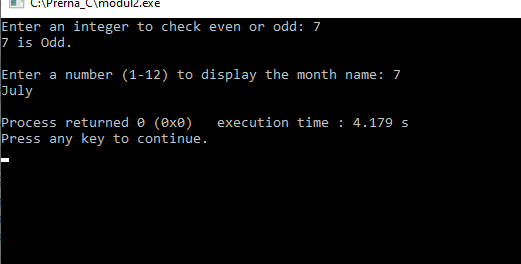 C:\Prerna_C\modul2.exe
Enter an integer to check even or odd: 7
7 is Odd.
Enter a number (1-12) to display the month name: 7
July
Process returned 0 (0x0)   execution time : 4.179 s
Press any key to continue.